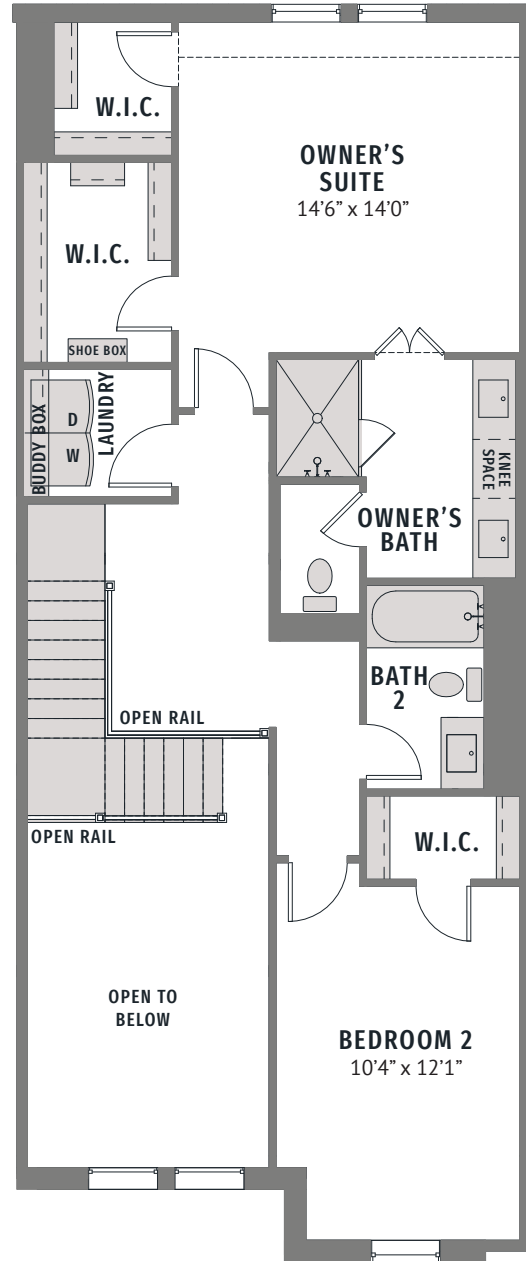 W.I.C.
OWNER’S
SUITE
14’6” x 14’0”
W.I.C.
SHOE BOX
BUDDY BOX
D
W
LAUNDRY
KNEE
SPACE
OWNER’S
BATH
BATH
2
OPEN RAIL
OPEN RAIL
W.I.C.
OPEN TO
BELOW
BEDROOM 2
10’4” x 12’1”